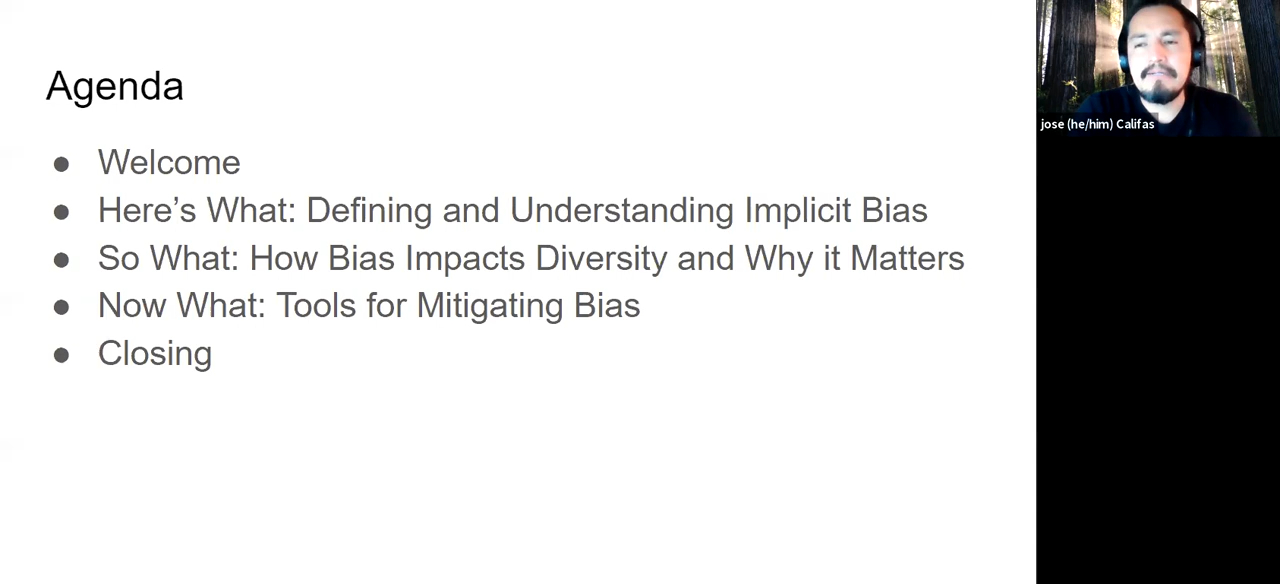 Agenda
● Welcome
● Here’s What: Defining and Understanding Implicit Bias
● So What: How Bias Impacts Diversity and Why it Matters
● Now What: Tools for Mitigating Bias
● Closing
jose (he/him) Califas